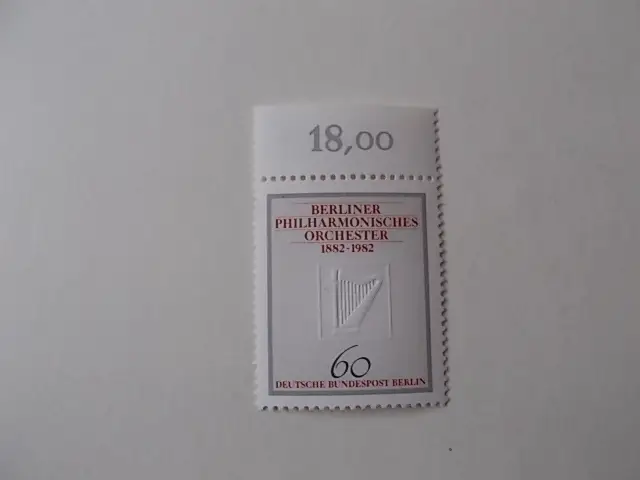 18,00
BERLINER
PHILHARMONISCHES
ORCHESTER
1882-1982
60
DEUTSCHE BUNDESPOST BERLIN